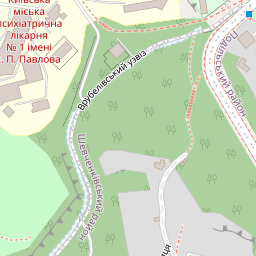 Київська
міська
психіатрична
лікарня
№ 1 імені
. П. Павлова
Врубелівський узвіз
Подільський район
Шевченківський район